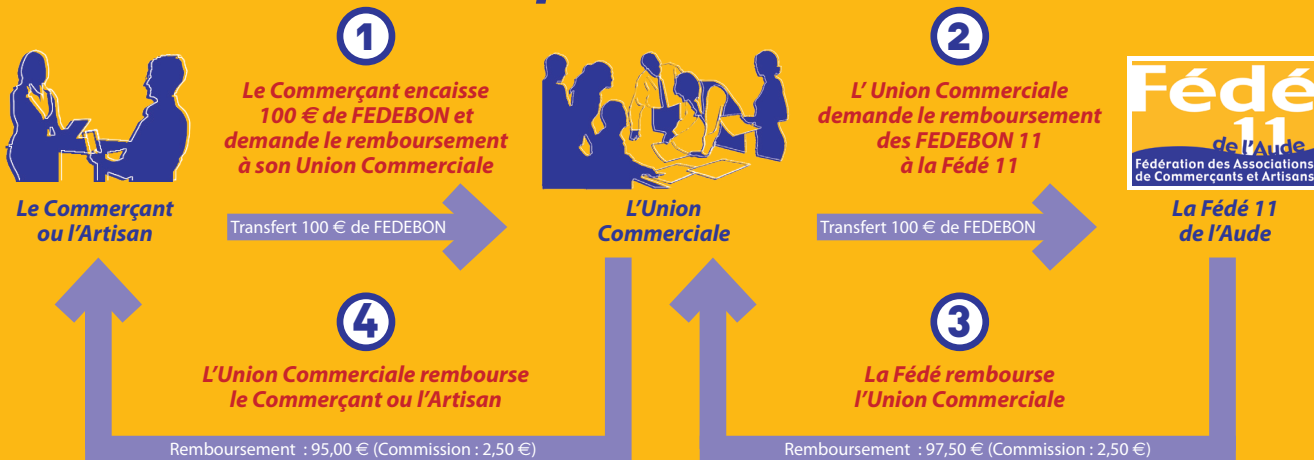 1
Le Commerçant encaisse
100 € de FEDEBON et
demande le remboursement
à son Union Commerciale
Le Commerçant
ou l'Artisan
Transfert 100 € de FEDEBON
L'Union
Commerciale
2
L' Union Commerciale
demande le remboursement
des FEDEBON 11
à la Fédé 11
Transfert 100 € de FEDEBON
Fédé
11
de l'Aude
Fédération des Associations
de Commerçants et Artisans
La Fédé 11
de l'Aude
3
La Fédé rembourse
l'Union Commerciale
Remboursement : 97,50 € (Commission : 2,50 €)
4
L'Union Commerciale rembourse
le Commerçant ou l'Artisan
Remboursement : 95,00 € (Commission : 2,50 €)